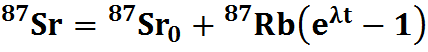 ⁸⁷Sr = ⁸⁷Sr₀ + ⁸⁷Rb(e^λt − 1)